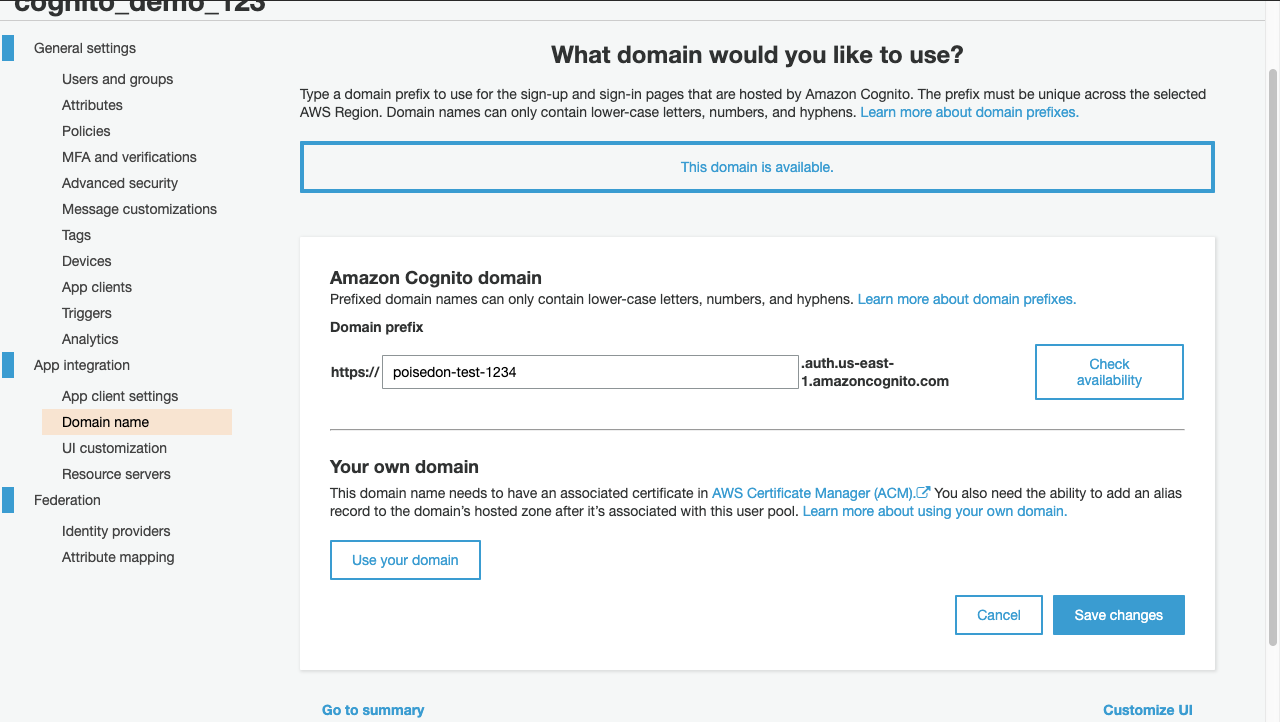 cognito_demo_123
General settings
Users and groups
Attributes
Policies
MFA and verifications
Advanced security
Message customizations
Tags
Devices
App clients
Triggers
Analytics
App integration
App client settings
Domain name
UI customization
Resource servers
Federation
Identity providers
Attribute mapping
What domain would you like to use?
Type a domain prefix to use for the sign-up and sign-in pages that are hosted by Amazon Cognito. The prefix must be unique across the selected
AWS Region. Domain names can only contain lower-case letters, numbers, and hyphens. Learn more about domain prefixes.
This domain is available.
Amazon Cognito domain
Prefixed domain names can only contain lower-case letters, numbers, and hyphens. Learn more about domain prefixes.
Domain prefix
https:// poisedon-test-1234
.auth.us-east-
1.amazoncognito.com
Check
availability
Your own domain
This domain name needs to have an associated certificate in AWS Certificate Manager (ACM). You also need the ability to add an alias
record to the domain’s hosted zone after it’s associated with this user pool. Learn more about using your own domain.
Use your domain
Cancel
Save changes
Go to summary
Customize UI